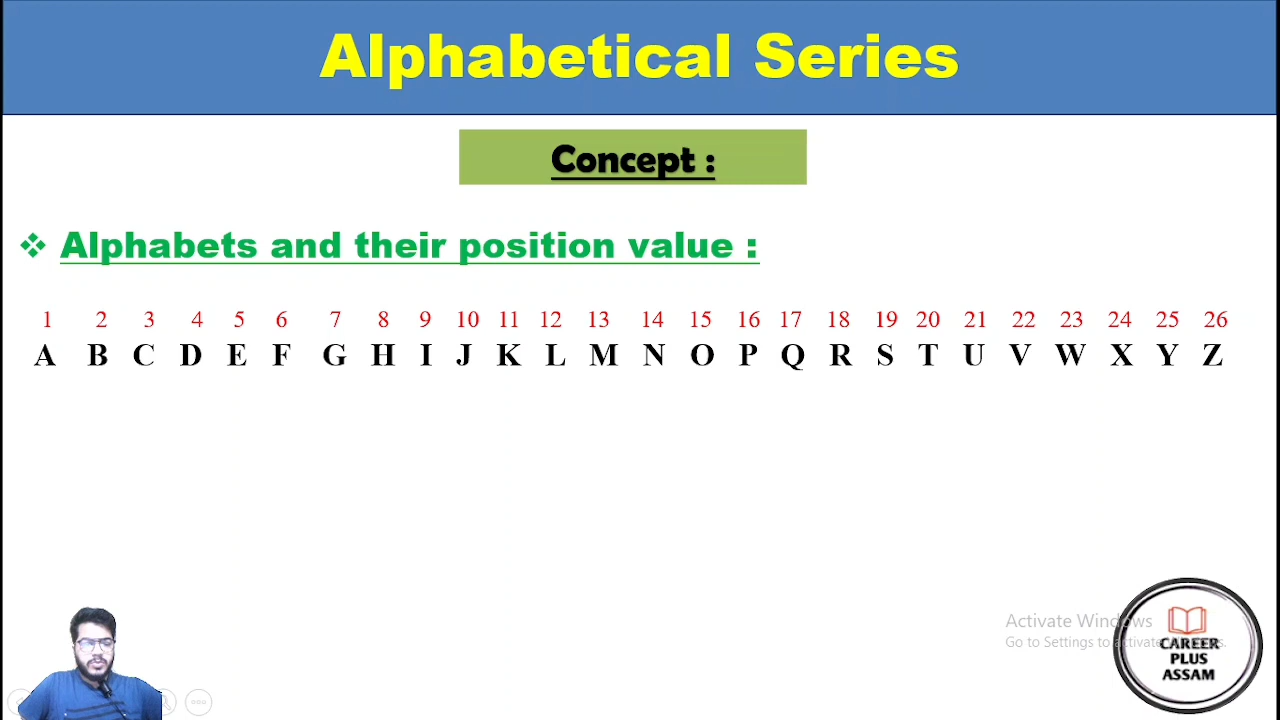 Alphabetical Series
Concept :
❖ Alphabets and their position value :
1 2 3 4 5 6 7 8 9 10 11 12 13 14 15 16 17 18 19 20 21 22 23 24 25 26
A B C D E F G H I J K L M N O P Q R S T U V W X Y Z
Activate Windows
Go to Settings to activate
CAREER
PLUS
ASSAM